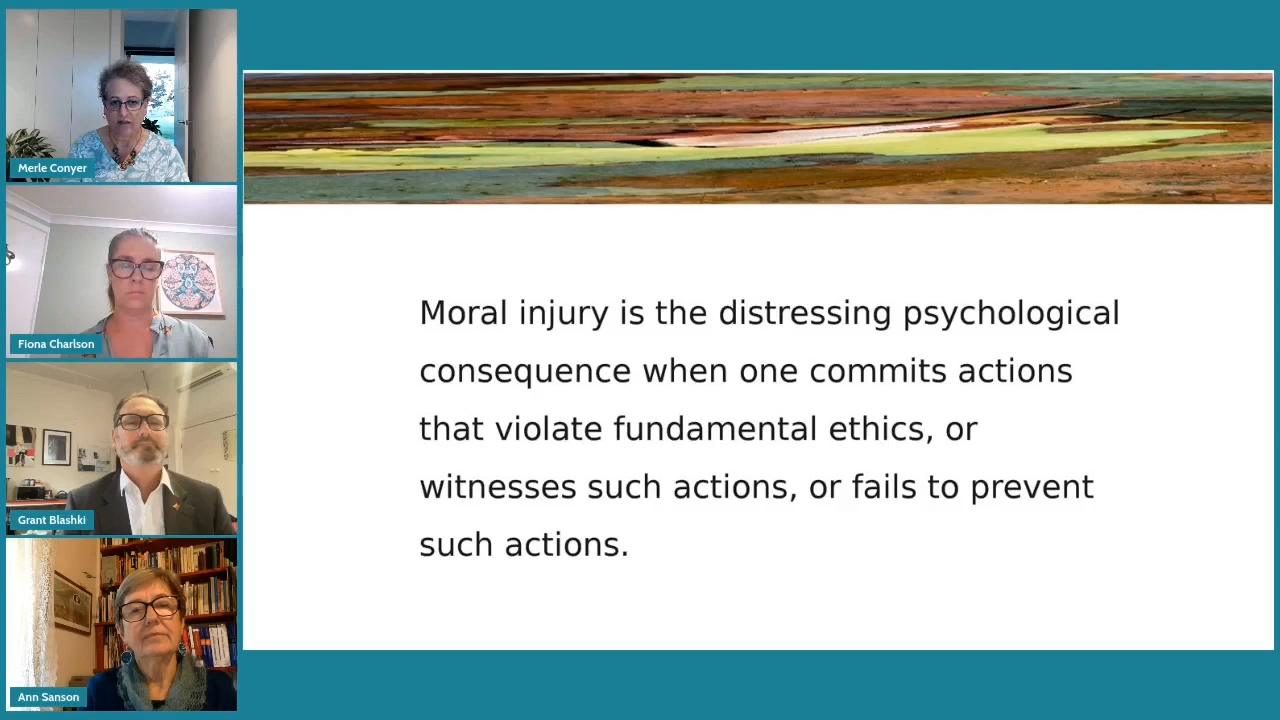 Merle Conyer
Fiona Charlson
Grant Blashki
Ann Sanson
Moral injury is the distressing psychological
consequence when one commits actions
that violate fundamental ethics, or
witnesses such actions, or fails to prevent
such actions.